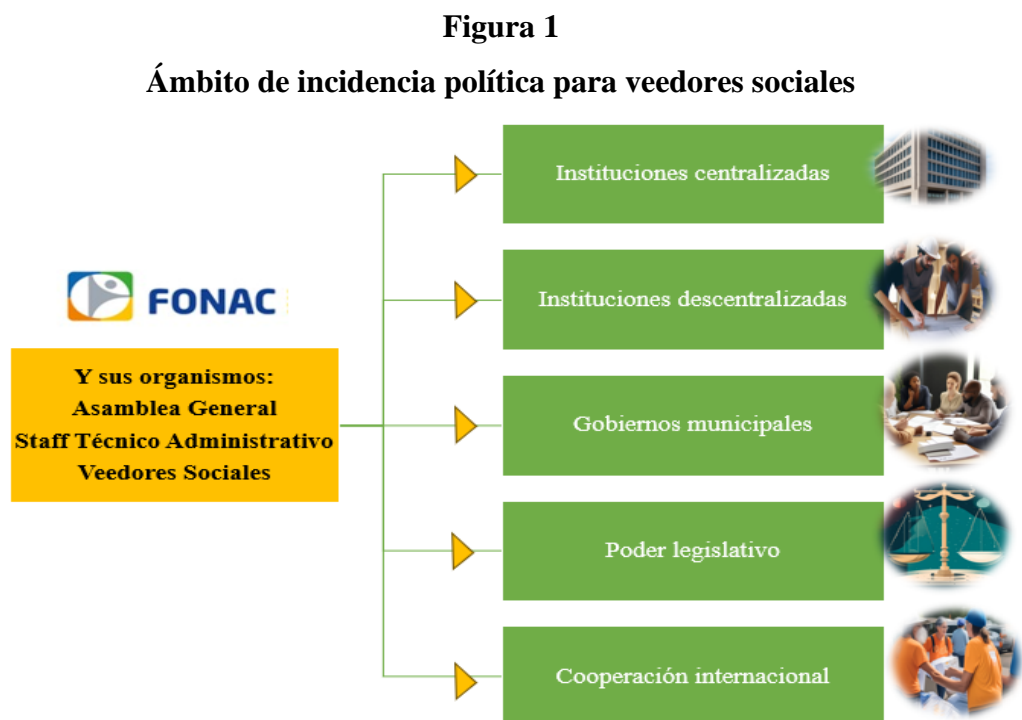 Figura 1
Ámbito de incidencia política para veedores sociales
FONAC
Y sus organismos:
Asamblea General
Staff Técnico Administrativo
Veedores Sociales
Instituciones centralizadas
Instituciones descentralizadas
Gobiernos municipales
Poder legislativo
Cooperación internacional